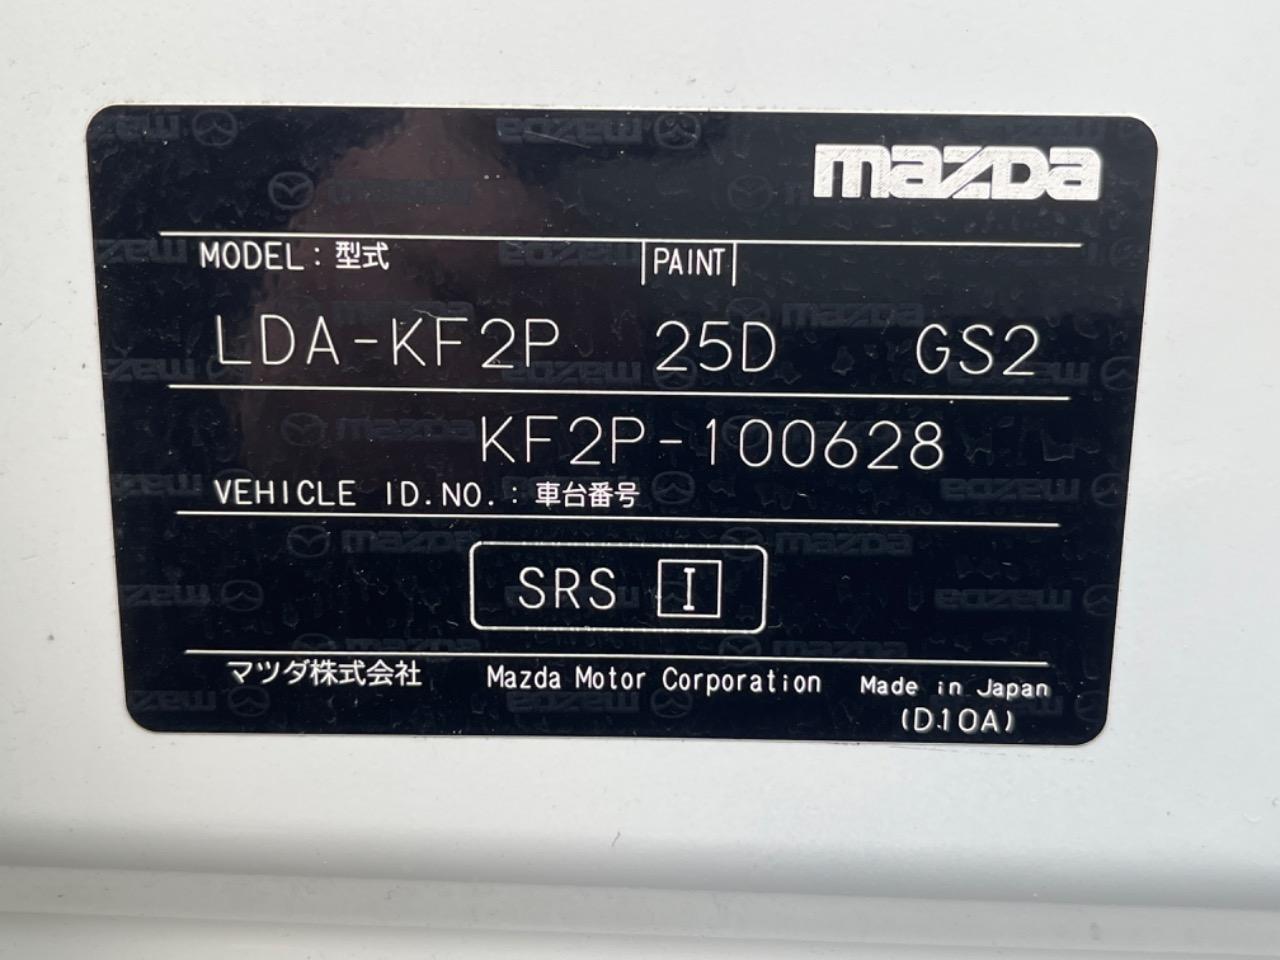 mazda
MODEL : 型式 PAINT
LDA-KF2P 25D GS2
KF2P-100628
VEHICLE ID.NO. : 車台番号
SRS I
マツダ株式会社 Mazda Motor Corporation Made in Japan
(D10A)